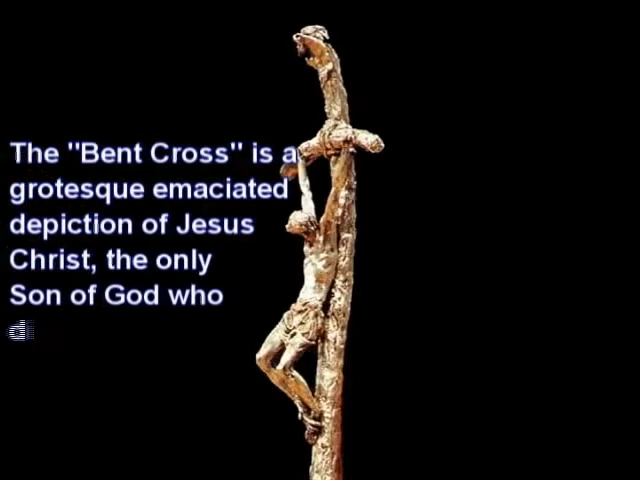 The "Bent Cross" is a
grotesque emaciated
depiction of Jesus
Christ, the only
Son of God who